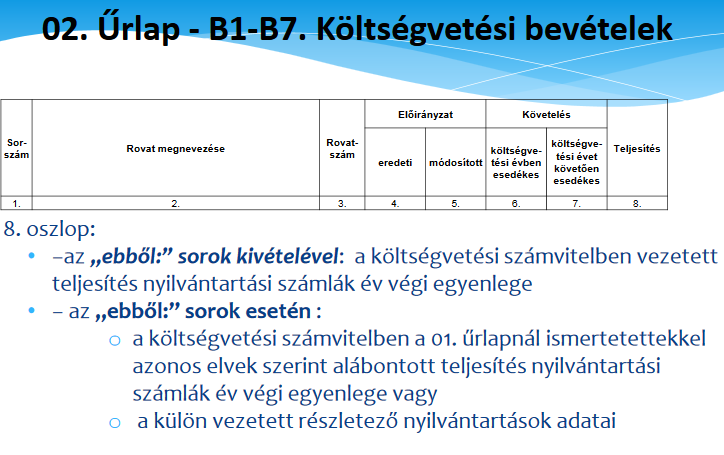 02. Űrlap - B1-B7. Költségvetési bevételek
Előirányzat
Követelés
Sor-
szám
Rovat megnevezése
Rovat-
szám
eredeti
módosított
költségve-
tési évben
esedékes
költségve-
tési évet
követően
esedékes
Teljesítés
1.
2.
3.
4.
5.
6.
7.
8.
8. oszlop:
• –az „ebből:” sorok kivételével: a költségvetési számvitelben vezetett
teljesítés nyilvántartási számlák év végi egyenlege
• – az „ebből:” sorok esetén :
o a költségvetési számvitelben a 01. űrlapnál ismertetettekkel
azonos elvek szerint alábontott teljesítés nyilvántartási
számlák év végi egyenlege vagy
o a külön vezetett részletező nyilvántartások adatai